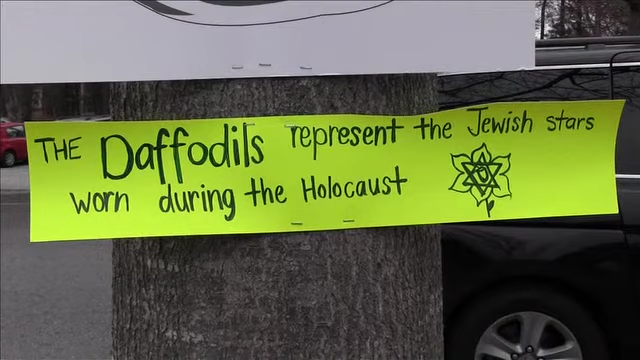 THE Daffodils represent the Jewish stars
worn during the Holocaust